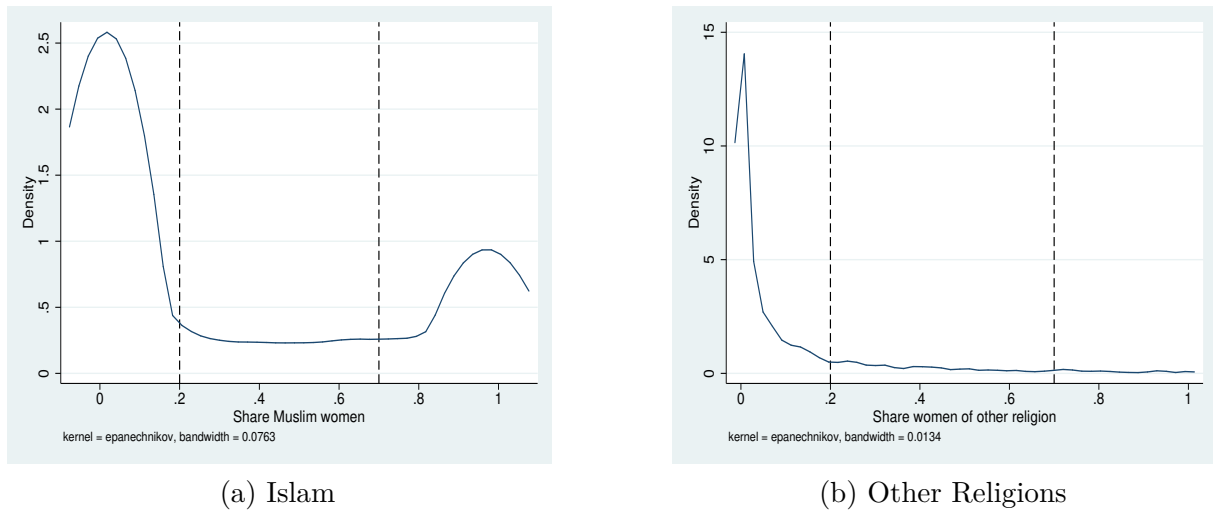 Density
0
.5
1
1.5
2
2.5
0 .2 .4 .6 .8 1
Share Muslim women
kernel = epanechnikov, bandwidth = 0.0763
(a) Islam
Density
0
5
10
15
0 .2 .4 .6 .8 1
Share women of other religion
kernel = epanechnikov, bandwidth = 0.0134
(b) Other Religions